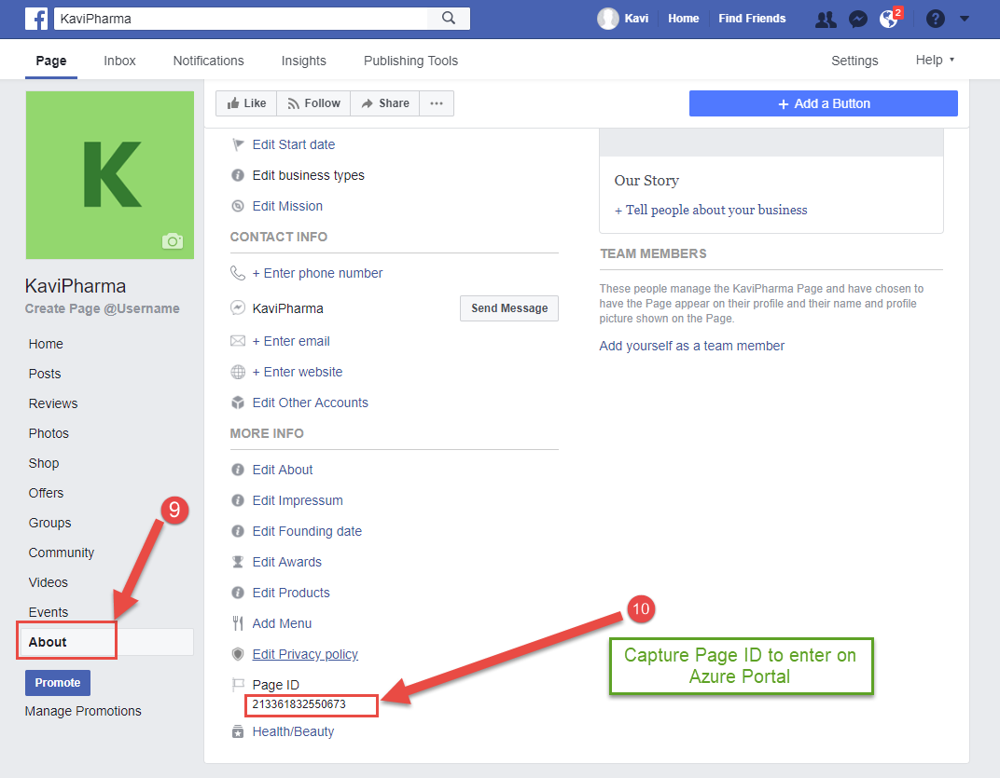 KaviPharma
Kavi Home Find Friends 2
Page Inbox Notifications Insights Publishing Tools Settings Help
K
KaviPharma
Create Page @Username
Home
Posts
Reviews
Photos
Shop
Offers
Groups
Community
Videos
Events
About
Promote
Manage Promotions
9
Like Follow Share ...
+ Add a Button
Edit Start date
Edit business types
Edit Mission
CONTACT INFO
+ Enter phone number
KaviPharma Send Message
+ Enter email
+ Enter website
Edit Other Accounts
MORE INFO
Edit About
Edit Impressum
Edit Founding date
Edit Awards
Edit Products
Add Menu
Edit Privacy policy
Page ID
213361832550673
Health/Beauty
Our Story
+ Tell people about your business
TEAM MEMBERS
These people manage the KaviPharma Page and have chosen to
have the Page appear on their profile and their name and profile
picture shown on the Page.
Add yourself as a team member
10
Capture Page ID to enter on
Azure Portal